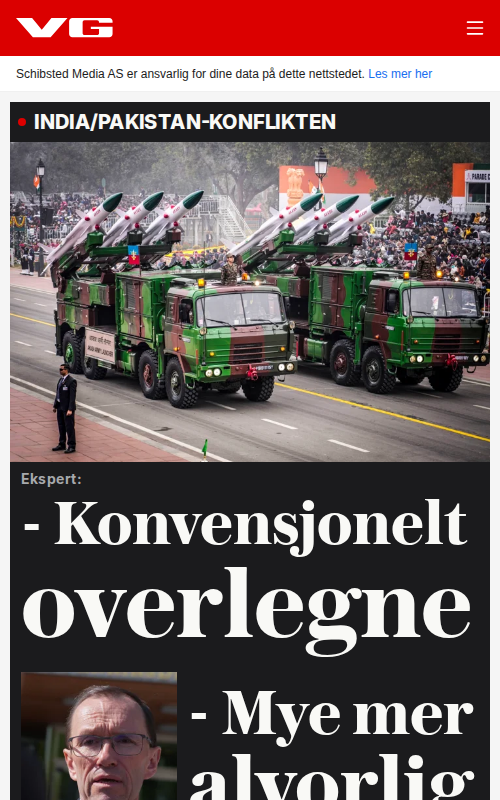 VG
Schibsted Media AS er ansvarlig for dine data på dette nettstedet. Les mer her
INDIA/PAKISTAN-KONFLIKTEN
Ekspert:
- Konvensjonelt
overlegne
- Mye mer
alvorlig